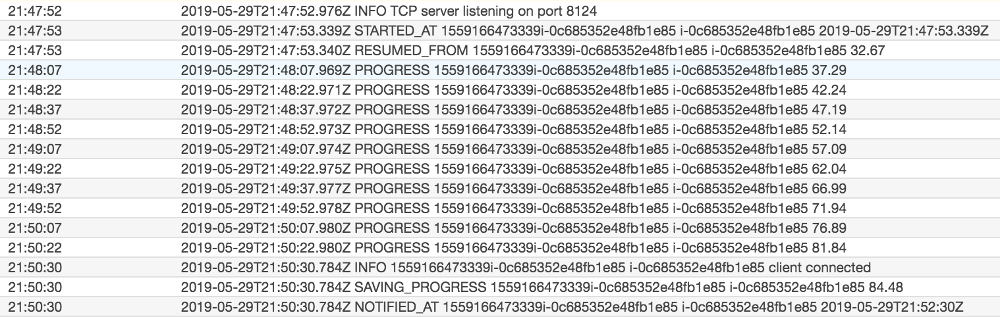 21:47:52 2019-05-29T21:47:52.976Z INFO TCP server listening on port 8124
21:47:53 2019-05-29T21:47:53.339Z STARTED_AT 1559166473339i-0c685352e48fb1e85 i-0c685352e48fb1e85 2019-05-29T21:47:53.339Z
21:47:53 2019-05-29T21:47:53.340Z RESUMED_FROM 1559166473339i-0c685352e48fb1e85 i-0c685352e48fb1e85 32.67
21:48:07 2019-05-29T21:48:07.969Z PROGRESS 1559166473339i-0c685352e48fb1e85 i-0c685352e48fb1e85 37.29
21:48:22 2019-05-29T21:48:22.971Z PROGRESS 1559166473339i-0c685352e48fb1e85 i-0c685352e48fb1e85 42.24
21:48:37 2019-05-29T21:48:37.972Z PROGRESS 1559166473339i-0c685352e48fb1e85 i-0c685352e48fb1e85 47.19
21:48:52 2019-05-29T21:48:52.973Z PROGRESS 1559166473339i-0c685352e48fb1e85 i-0c685352e48fb1e85 52.14
21:49:07 2019-05-29T21:49:07.974Z PROGRESS 1559166473339i-0c685352e48fb1e85 i-0c685352e48fb1e85 57.09
21:49:22 2019-05-29T21:49:22.975Z PROGRESS 1559166473339i-0c685352e48fb1e85 i-0c685352e48fb1e85 62.04
21:49:37 2019-05-29T21:49:37.977Z PROGRESS 1559166473339i-0c685352e48fb1e85 i-0c685352e48fb1e85 66.99
21:49:52 2019-05-29T21:49:52.978Z PROGRESS 1559166473339i-0c685352e48fb1e85 i-0c685352e48fb1e85 71.94
21:50:07 2019-05-29T21:50:07.980Z PROGRESS 1559166473339i-0c685352e48fb1e85 i-0c685352e48fb1e85 76.89
21:50:22 2019-05-29T21:50:22.980Z PROGRESS 1559166473339i-0c685352e48fb1e85 i-0c685352e48fb1e85 81.84
21:50:30 2019-05-29T21:50:30.784Z INFO 1559166473339i-0c685352e48fb1e85 i-0c685352e48fb1e85 client connected
21:50:30 2019-05-29T21:50:30.784Z SAVING_PROGRESS 1559166473339i-0c685352e48fb1e85 i-0c685352e48fb1e85 84.48
21:50:30 2019-05-29T21:50:30.784Z NOTIFIED_AT 1559166473339i-0c685352e48fb1e85 i-0c685352e48fb1e85 2019-05-29T21:52:30Z